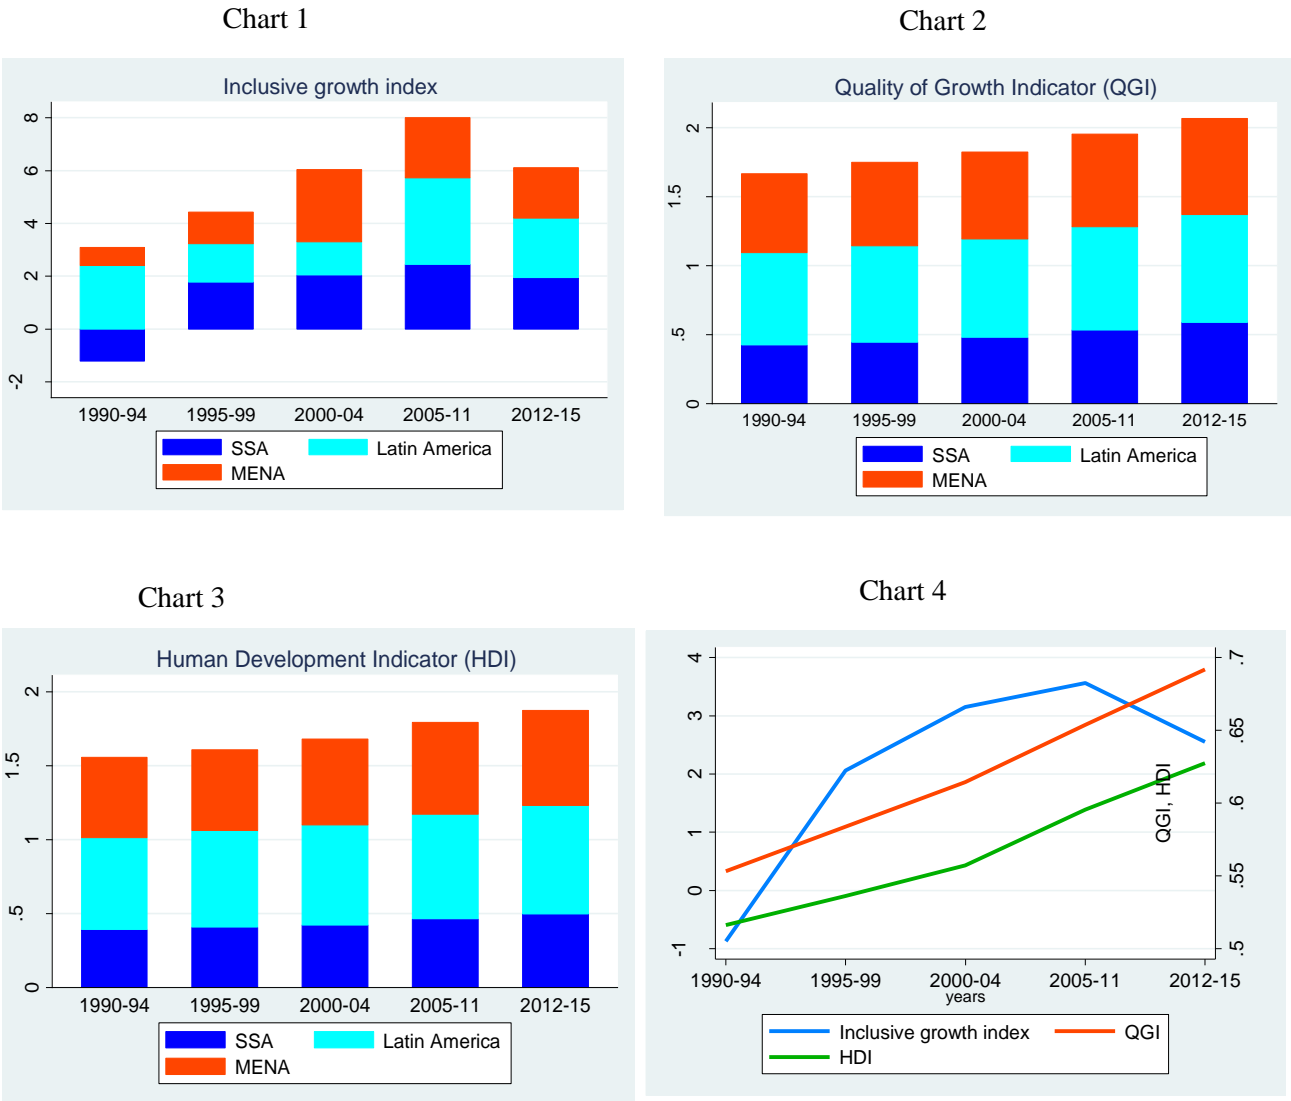 Chart 1
Inclusive growth index
8
6
4
2
0
-2
1990-94 1995-99 2000-04 2005-11 2012-15
SSA Latin America
MENA
Chart 2
Quality of Growth Indicator (QGI)
2
1.5
1
.5
0
1990-94 1995-99 2000-04 2005-11 2012-15
SSA Latin America
MENA
Chart 3
Human Development Indicator (HDI)
2
1.5
1
.5
0
1990-94 1995-99 2000-04 2005-11 2012-15
SSA Latin America
MENA
Chart 4
4
3
2
1
0
-1
.7
.65
.6
.55
.5
QGI, HDI
1990-94 1995-99 2000-04 2005-11 2012-15
years
Inclusive growth index QGI
HDI